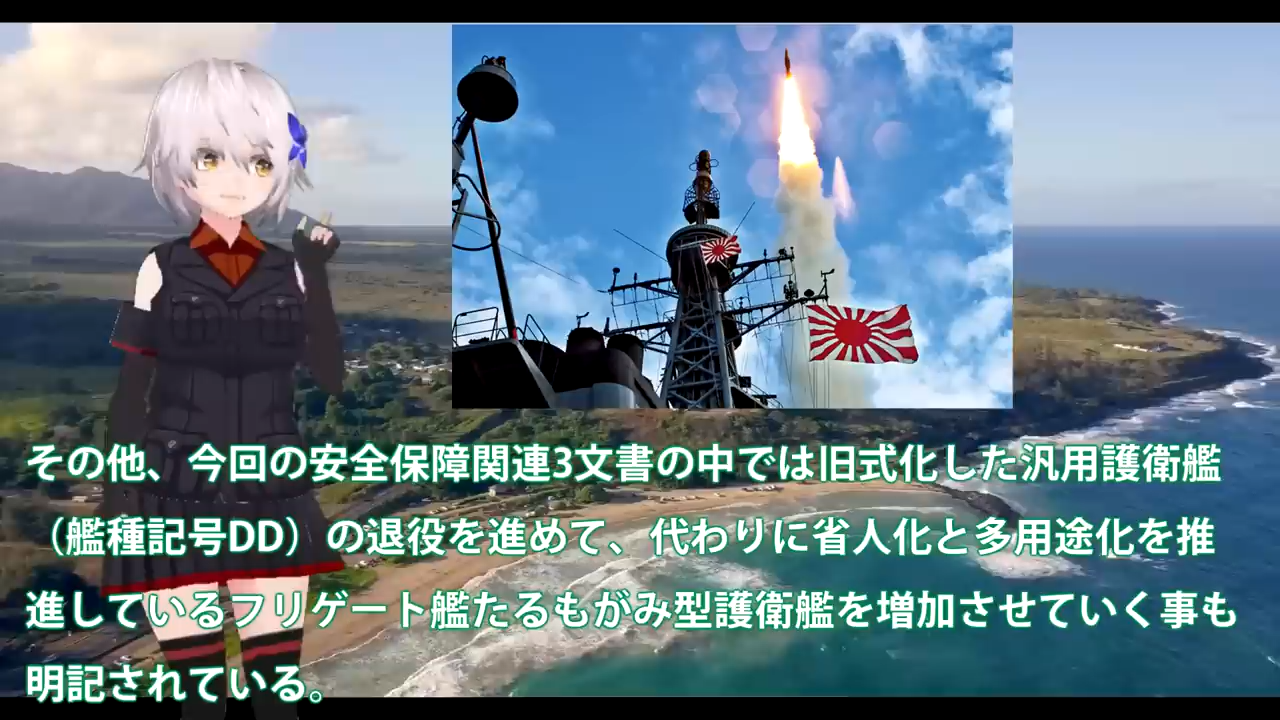 その他、今回の安全保障関連3文書の中では旧式化した汎用護衛艦
（艦種記号DD）の退役を進めて、代わりに省人化と多用途化を推
進しているフリゲート艦たるもがみ型護衛艦を増加させていく事も
明記されている。